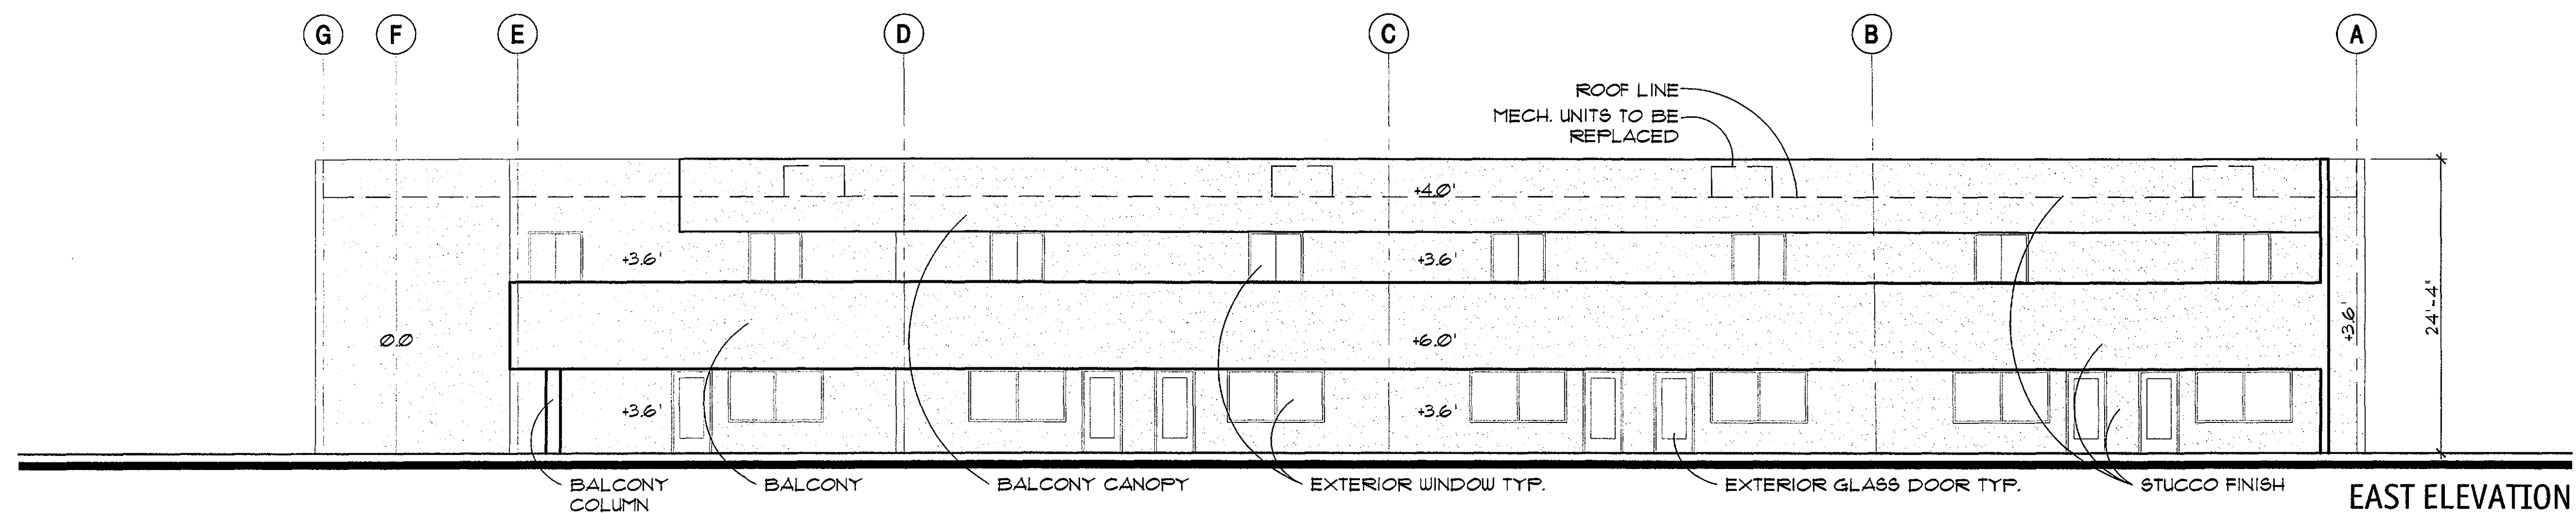 G F E D C B A
ROOF LINE
MECH. UNITS TO BE
REPLACED
+4.0'
+3.6' +3.6'
24'-4"
+3.6'
0.0 +6.0'
+3.6' +3.6'
BALCONY
COLUMN
BALCONY
BALCONY CANOPY
EXTERIOR WINDOW TYP.
EXTERIOR GLASS DOOR TYP.
STUCCO FINISH
EAST ELEVATION